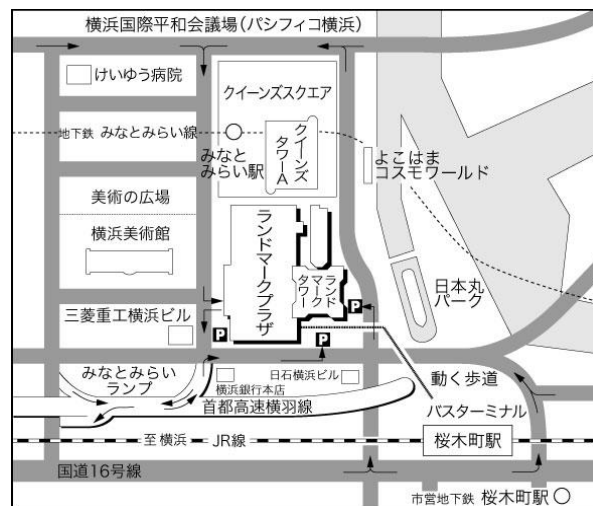 横浜国際平和会議場(パシフィコ横浜)
けいゆう病院
クイーンズスクエア
地下鉄 みなとみらい線
みなと
みらい駅
クイーンズ
タワーA
よこはま
コスモワールド
美術の広場
横浜美術館
ランドマークプラザ
ランド
マーク
タワー
日本丸
パーク
三菱重工横浜ビル
P
P
P
みなとみらい
ランプ
日石横浜ビル
横浜銀行本店
動く歩道
首都高速横羽線
バスターミナル
至横浜 JR線
桜木町駅
国道16号線
市営地下鉄 桜木町駅